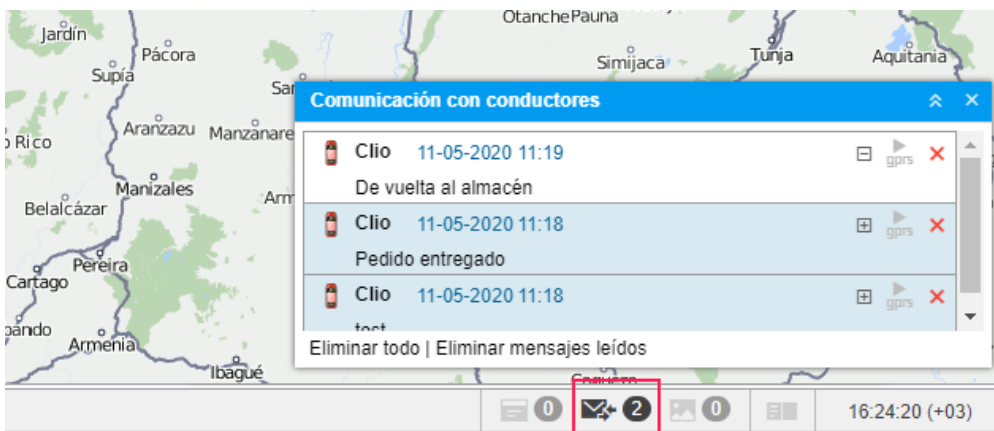 Otanche Pauna
Jardín
Pácora
Simijaca
Tunja
Aquitania
Supía
Comunicación con conductores
Aranzazu
Manzanare
Rico
Clio 11-05-2020 11:19
gprs
De vuelta al almacén
Manizales
Arm
Belalcázar
Clio 11-05-2020 11:18
gprs
Pedido entregado
Pereira
Cartago
Clio 11-05-2020 11:18
gprs
test
Armenia
Eliminar todo | Eliminar mensajes leídos
Ibagué
0 2 0 16:24:20 (+03)